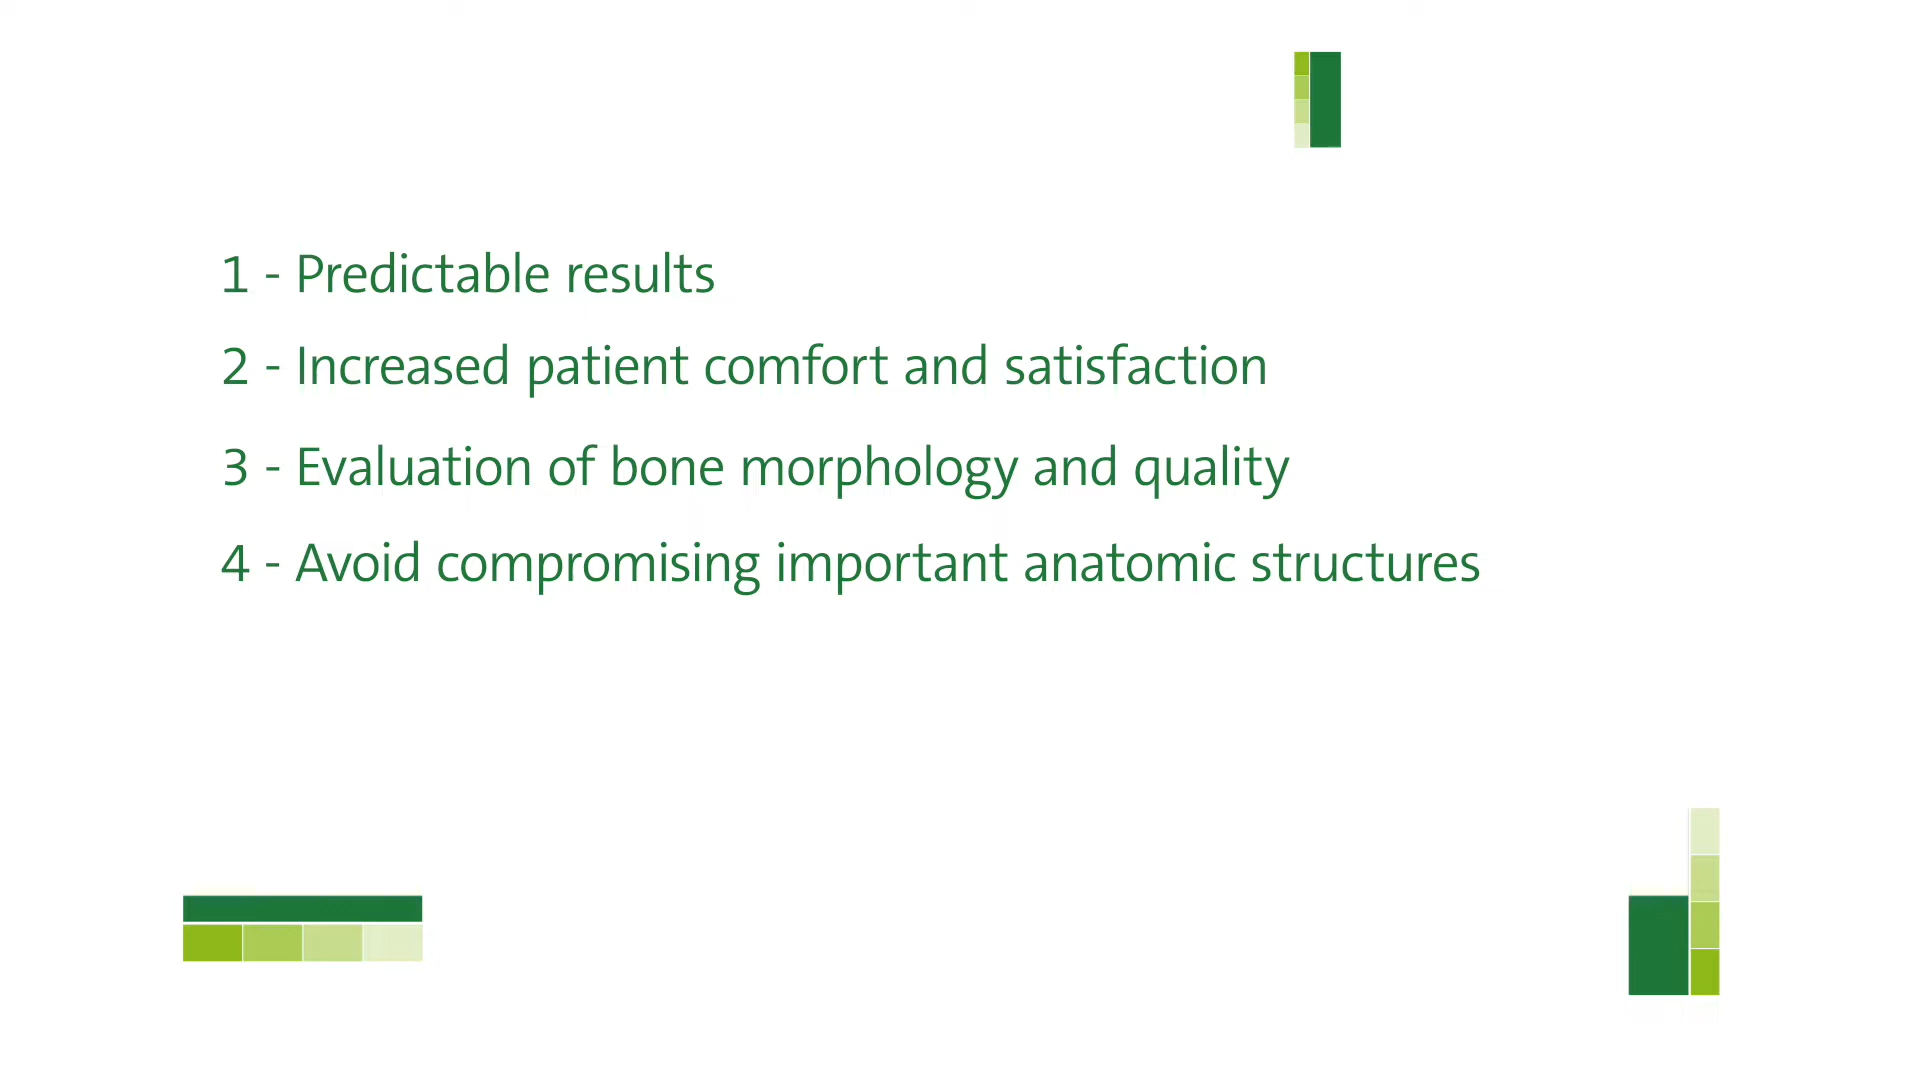 1 - Predictable results
2 - Increased patient comfort and satisfaction
3 - Evaluation of bone morphology and quality
4 - Avoid compromising important anatomic structures